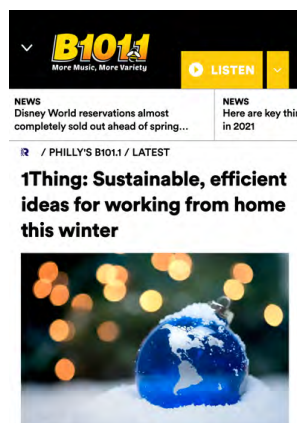 B101.1
More Music, More Variety
LISTEN
NEWS
Disney World reservations almost
completely sold out ahead of spring...
NEWS
Here are key thi
in 2021
/ PHILLY'S B101.1 / LATEST
1Thing: Sustainable, efficient
ideas for working from home
this winter